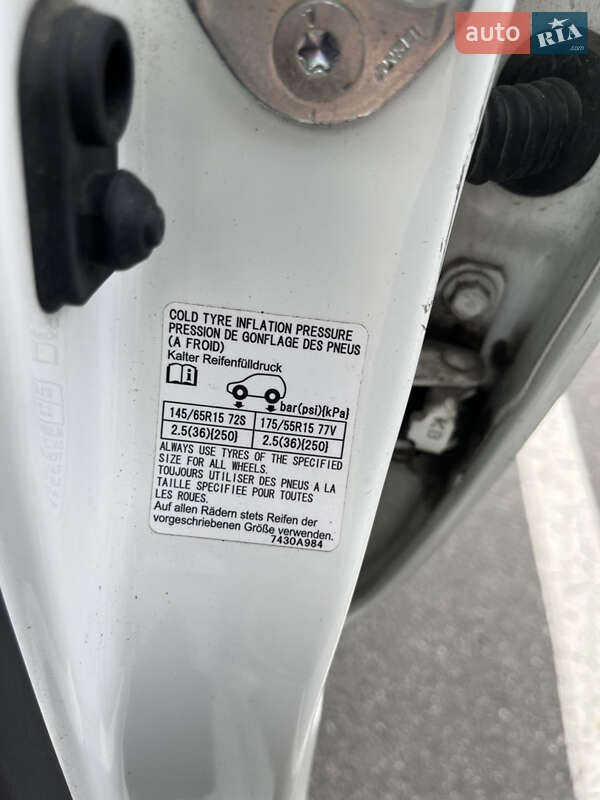 auto RIA.com
COLD TYRE INFLATION PRESSURE
PRESSION DE GONFLAGE DES PNEUS
(A FROID)
Kalter Reifenfülldruck
bar(psi){kPa}
145/65R15 72S 175/55R15 77V
2.5(36){250} 2.5(36){250}
ALWAYS USE TYRES OF THE SPECIFIED
SIZE FOR ALL WHEELS.
TOUJOURS UTILISER DES PNEUS A LA
TAILLE SPECIFIEE POUR TOUTES
LES ROUES.
Auf allen Rädern stets Reifen der
vorgeschriebenen Größe verwenden.
7430A984